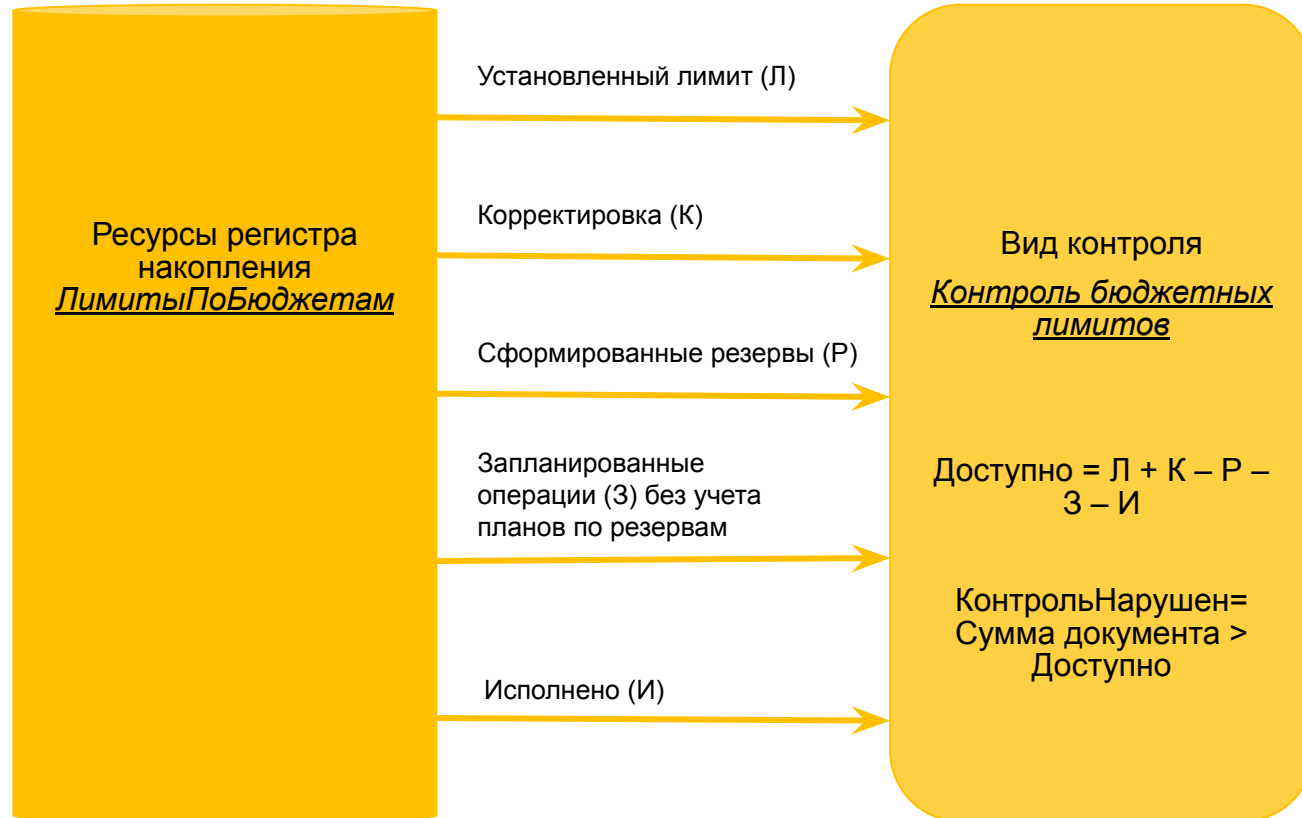 Ресурсы регистра
накопления
ЛимитыПоБюджетам
Установленный лимит (Л)
Корректировка (К)
Сформированные резервы (Р)
Запланированные
операции (З) без учета
планов по резервам
Исполнено (И)
Вид контроля
Контроль бюджетных
лимитов
Доступно = Л + К – Р –
З – И
КонтрольНарушен=
Сумма документа >
Доступно